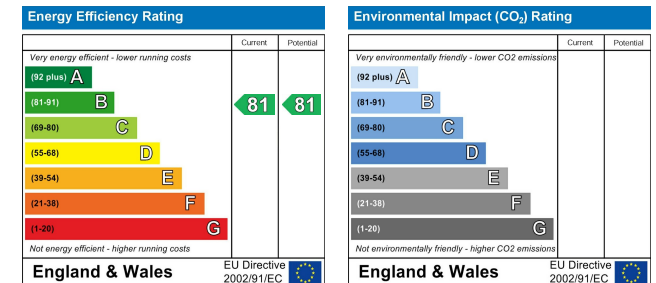 Energy Efficiency Rating
Current Potential
Very energy efficient - lower running costs
(92 plus) A
(81-91) B 81 81
(69-80) C
(55-68) D
(39-54) E
(21-38) F
(1-20) G
Not energy efficient - higher running costs
England & Wales
EU Directive
2002/91/EC
Environmental Impact (CO₂) Rating
Current Potential
Very environmentally friendly - lower CO2 emissions
(92 plus) A
(81-91) B
(69-80) C
(55-68) D
(39-54) E
(21-38) F
(1-20) G
Not environmentally friendly - higher CO2 emissions
England & Wales
EU Directive
2002/91/EC